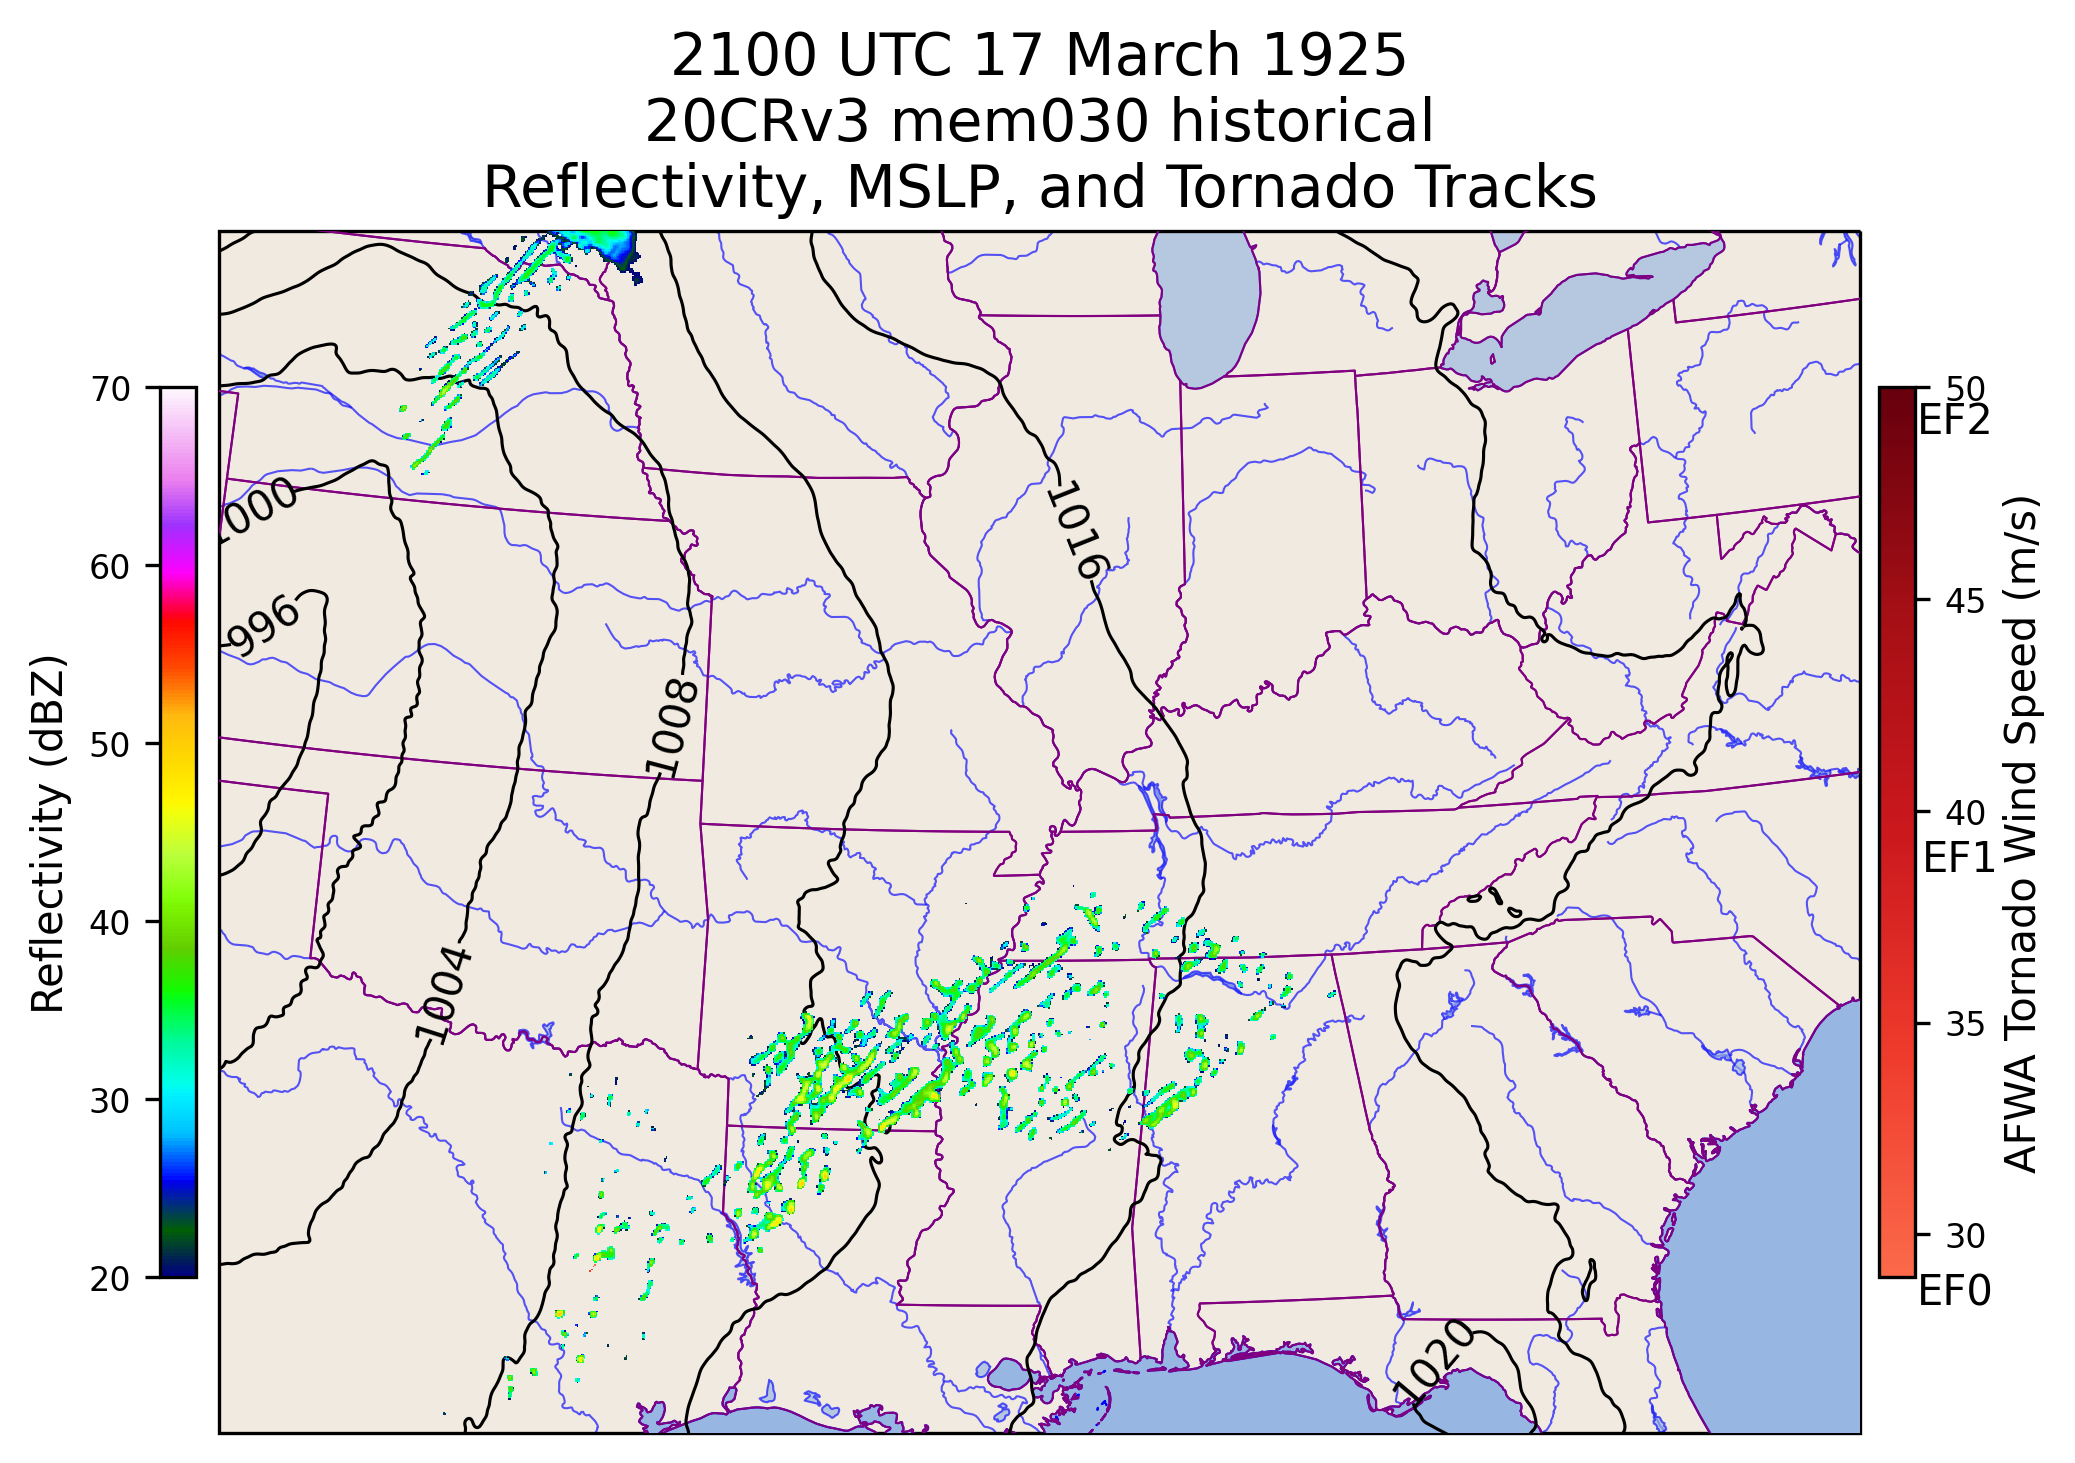 2100 UTC 17 March 1925
20CRv3 mem030 historical
Reflectivity, MSLP, and Tornado Tracks
70
60
50
40
30
20
Reflectivity (dBZ)
1000
996
1004
1008
1016
1020
50
EF2
45
40
EF1
35
30
EF0
AFWA Tornado Wind Speed (m/s)